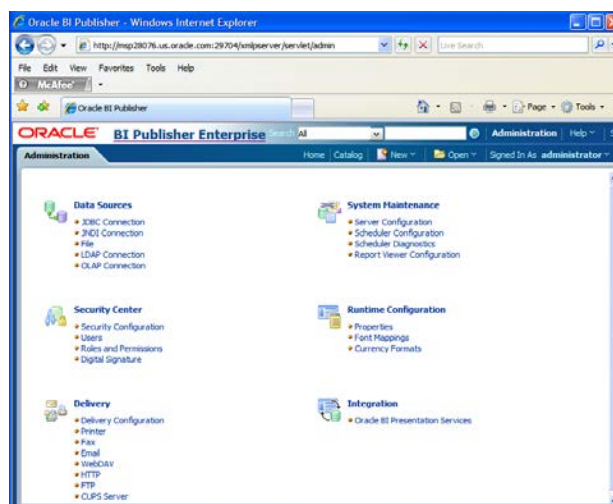 Oracle BI Publisher - Windows Internet Explorer
http://msp28076.us.oracle.com:29704/xmlpserver/servlet/admin
Live Search
File Edit View Favorites Tools Help
McAfee
Oracle BI Publisher
Page Tools
ORACLE BI Publisher Enterprise Search All Administration Help
Administration Home Catalog New Open Signed In As administrator
Data Sources
JDBC Connection
JNDI Connection
File
LDAP Connection
OLAP Connection
System Maintenance
Server Configuration
Scheduler Configuration
Scheduler Diagnostics
Report Viewer Configuration
Security Center
Security Configuration
Users
Roles and Permissions
Digital Signature
Runtime Configuration
Properties
Font Mappings
Currency Formats
Delivery
Delivery Configuration
Printer
Fax
Email
WebDAV
HTTP
FTP
CUPS Server
Integration
Oracle BI Presentation Services